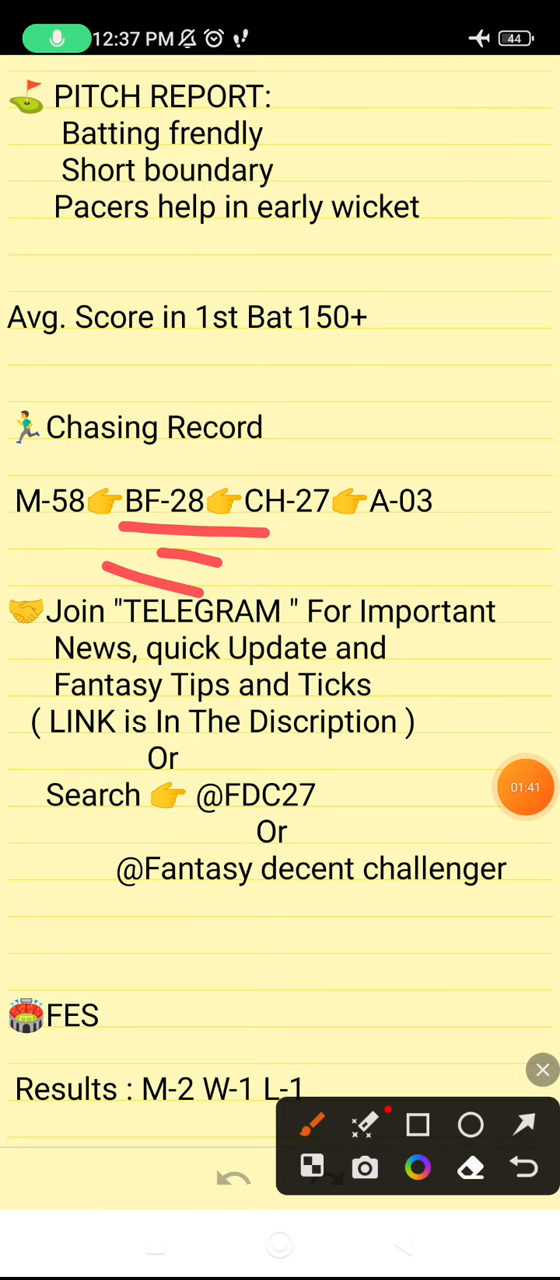 12:37 PM
44
PITCH REPORT:
Batting frendly
Short boundary
Pacers help in early wicket
Avg. Score in 1st Bat 150+
Chasing Record
M-58👉BF-28👉CH-27👉A-03
Join "TELEGRAM " For Important
News, quick Update and
Fantasy Tips and Ticks
( LINK is In The Discription )
Or
Search 👉 @FDC27
Or
@Fantasy decent challenger
01:41
FES
Results : M-2 W-1 L-1